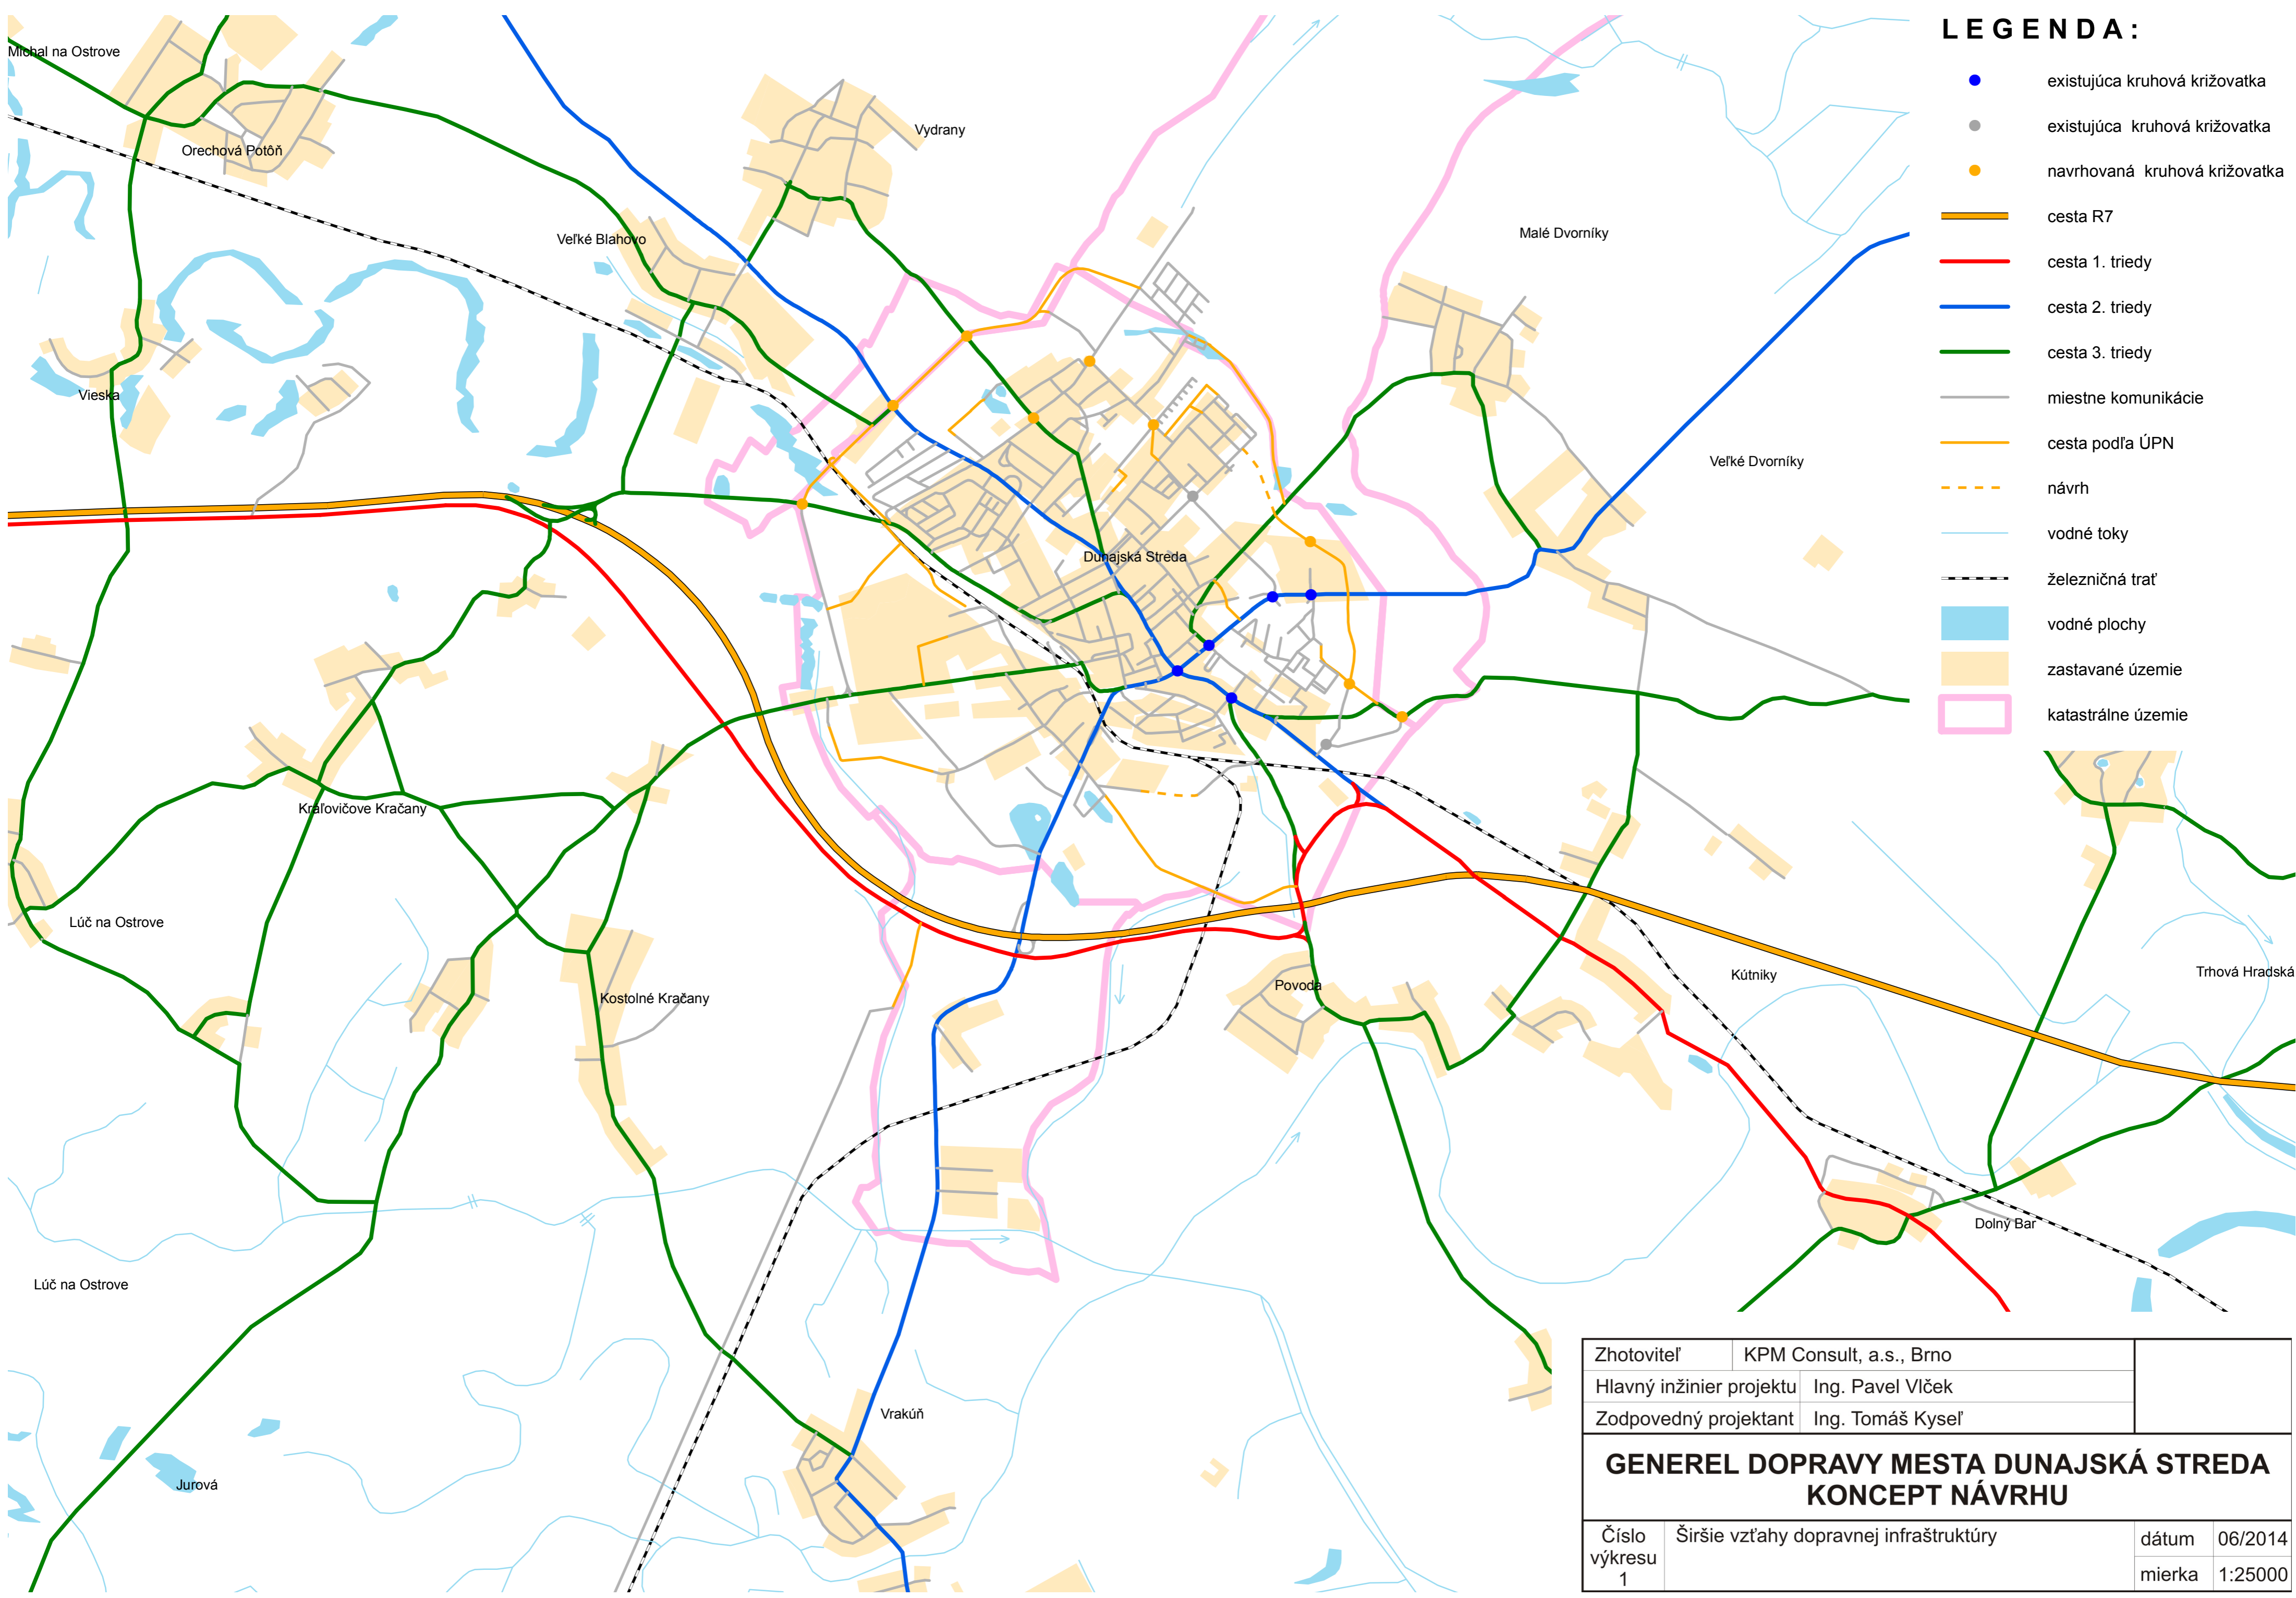 Michal na Ostrove
Orechová Potôň
Vydrany
Veľké Blahovo
Malé Dvorníky
Vieska
Veľké Dvorníky
Dunajská Streda
Kráľovičove Kračany
Lúč na Ostrove
Kostolné Kračany
Povoda
Kútniky
Trhová Hradská
Dolný Bar
Lúč na Ostrove
Vrakúň
Jurová
LEGENDA:
existujúca kruhová križovatka
existujúca kruhová križovatka
navrhovaná kruhová križovatka
cesta R7
cesta 1. triedy
cesta 2. triedy
cesta 3. triedy
miestne komunikácie
cesta podľa ÚPN
návrh
vodné toky
železničná trať
vodné plochy
zastavané územie
katastrálne územie
Zhotoviteľ KPM Consult, a.s., Brno
Hlavný inžinier projektu Ing. Pavel Vlček
Zodpovedný projektant Ing. Tomáš Kyseľ
GENEREL DOPRAVY MESTA DUNAJSKÁ STREDA
KONCEPT NÁVRHU
Číslo výkresu 1
Širšie vzťahy dopravnej infraštruktúry
dátum 06/2014
mierka 1:25000